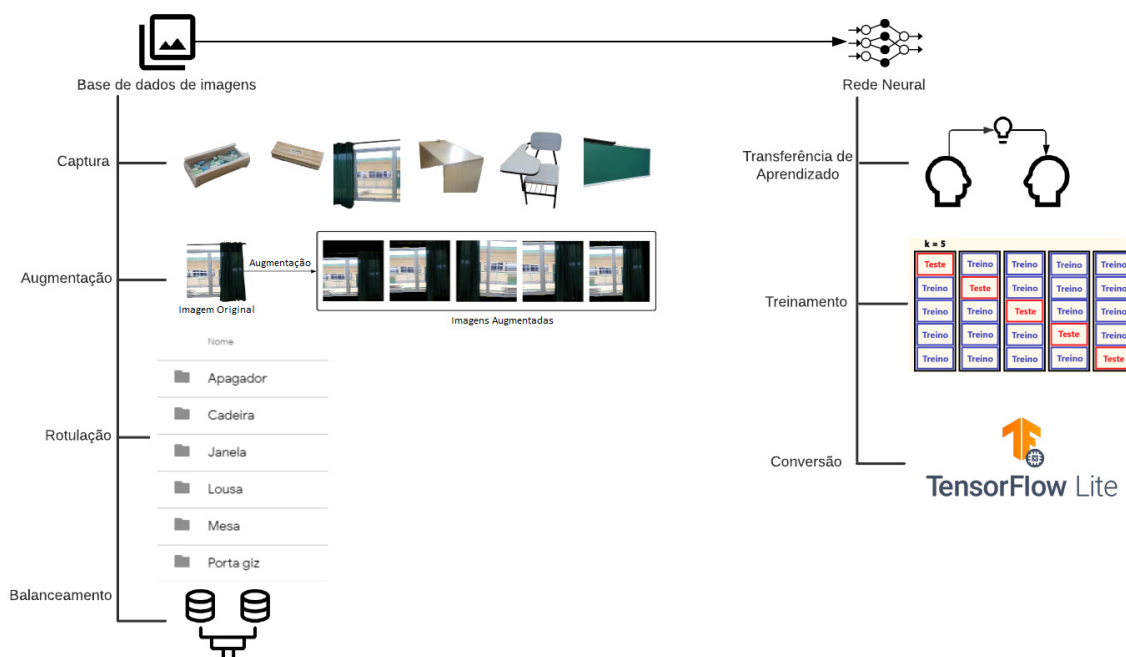 Base de dados de imagens
Rede Neural
Captura
Transferência de
Aprendizado
Augmentação
Augmentação
Imagem Original
Imagens Augmentadas
k = 5
Teste Treino Treino Treino Treino
Treino Teste Treino Treino Treino
Treino Treino Teste Treino Treino
Treino Treino Treino Teste Treino
Treino Treino Treino Treino Teste
Treinamento
Rotulação
Nome
Apagador
Cadeira
Janela
Lousa
Mesa
Porta giz
Conversão
TensorFlow Lite
Balanceamento